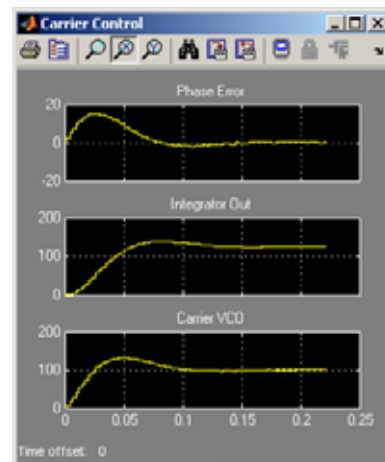 Carrier Control
Phase Error
20
0
-20
Integrator Out
200
100
0
Carrier VCO
200
100
0
0 0.05 0.1 0.15 0.2 0.25
Time offset: 0